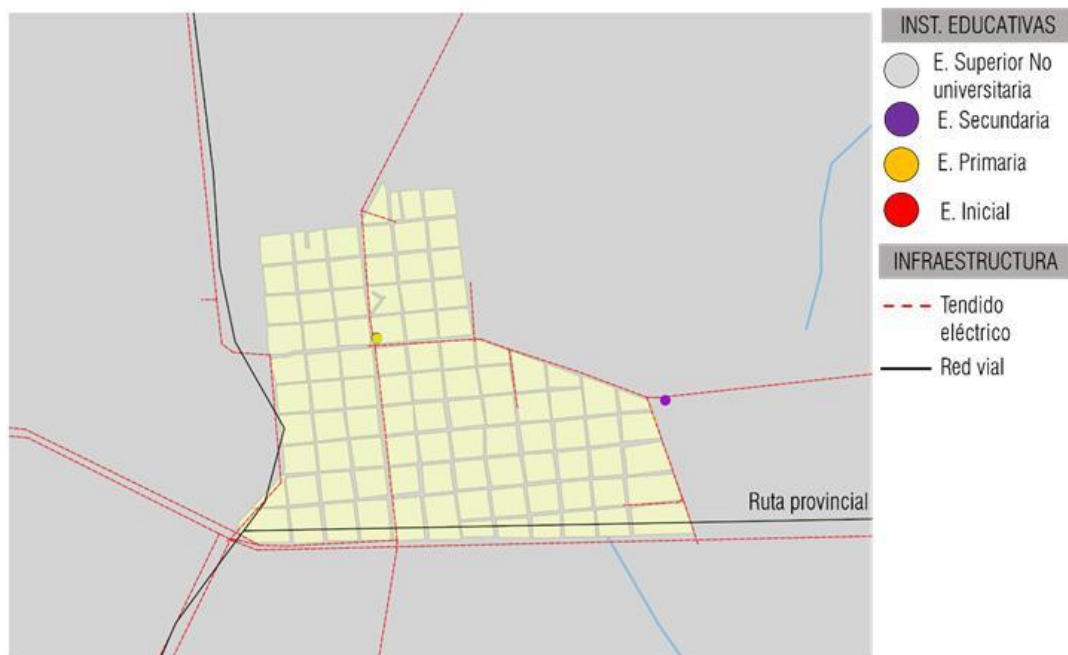 INST. EDUCATIVAS
E. Superior No
universitaria
E. Secundaria
E. Primaria
E. Inicial
INFRAESTRUCTURA
Tendido
eléctrico
Red vial
Ruta provincial